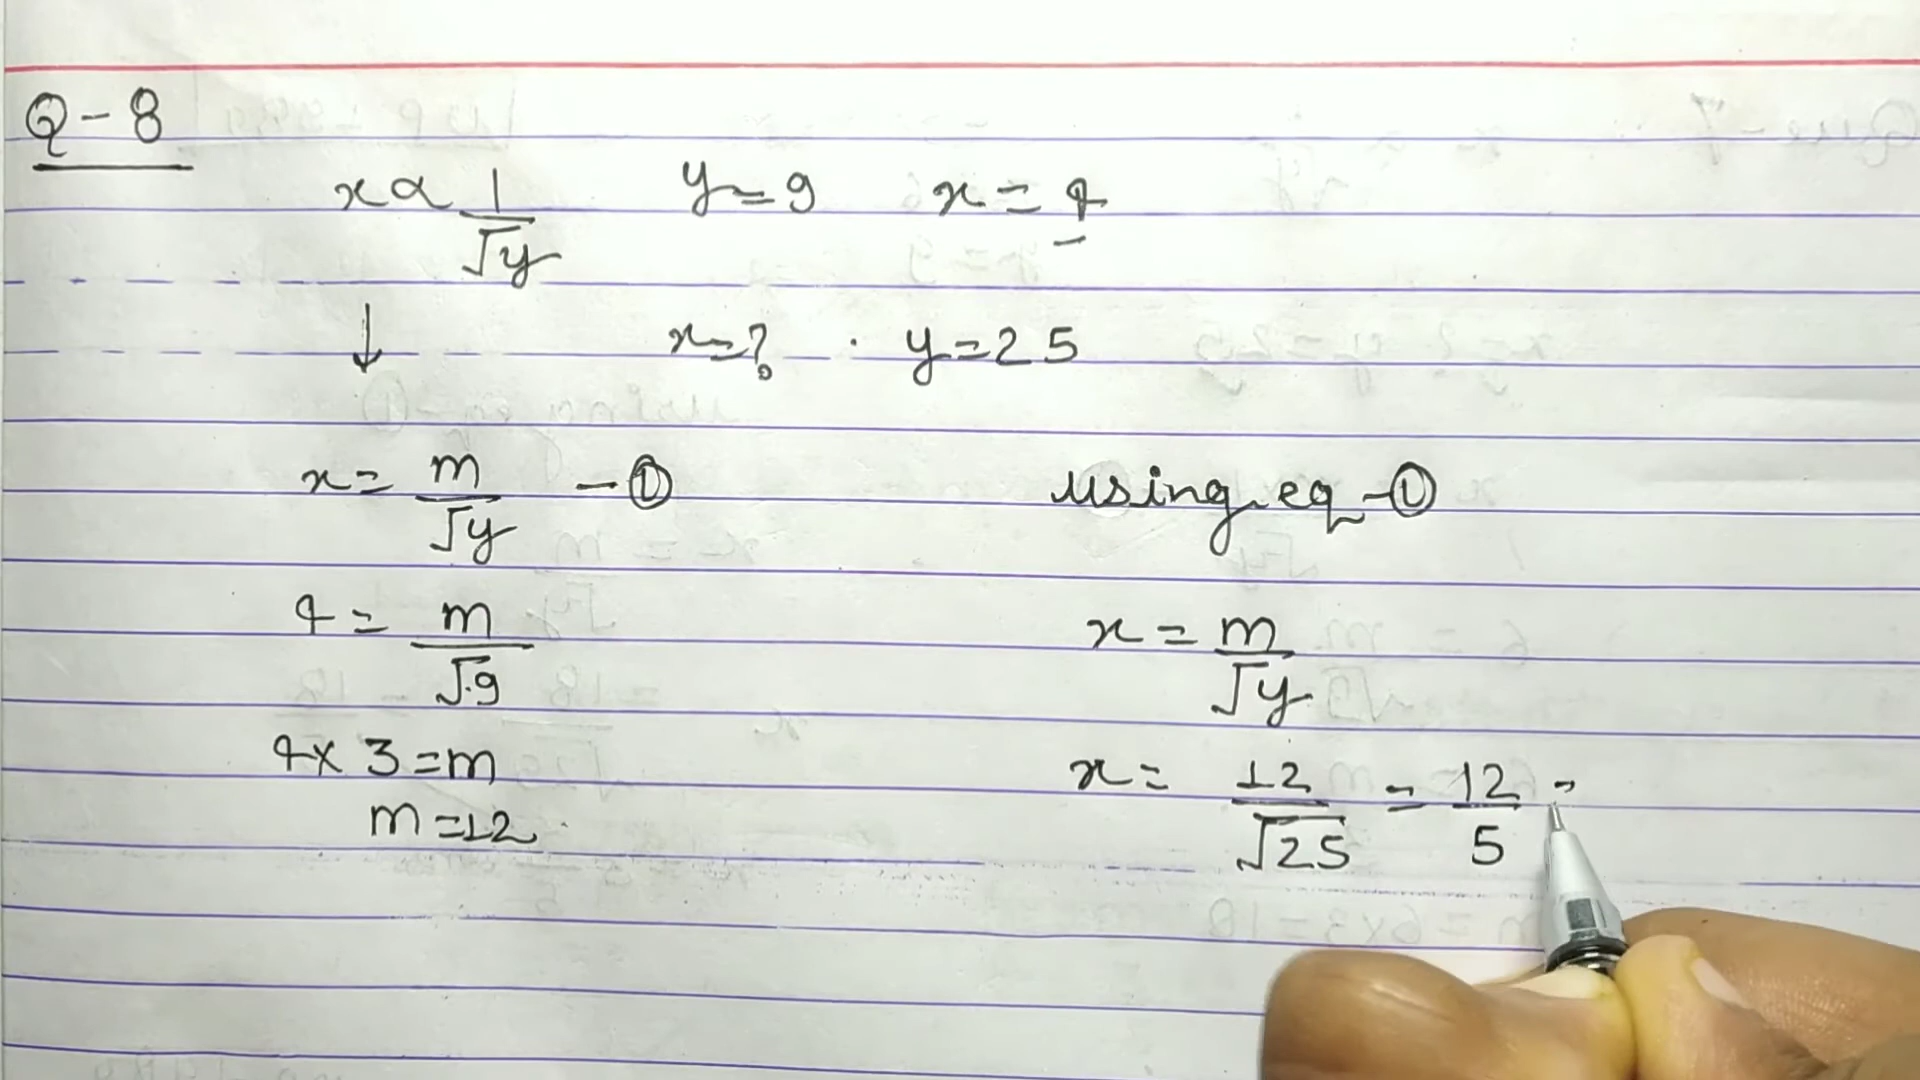 Q-8
x ∝ 1/√y y=9 x=4
x=? . y=25
x = m/√y -①
4 = m/√9
4×3=m
m=12
using eq-①
x = m/√y
x = 12/√25 = 12/5 =